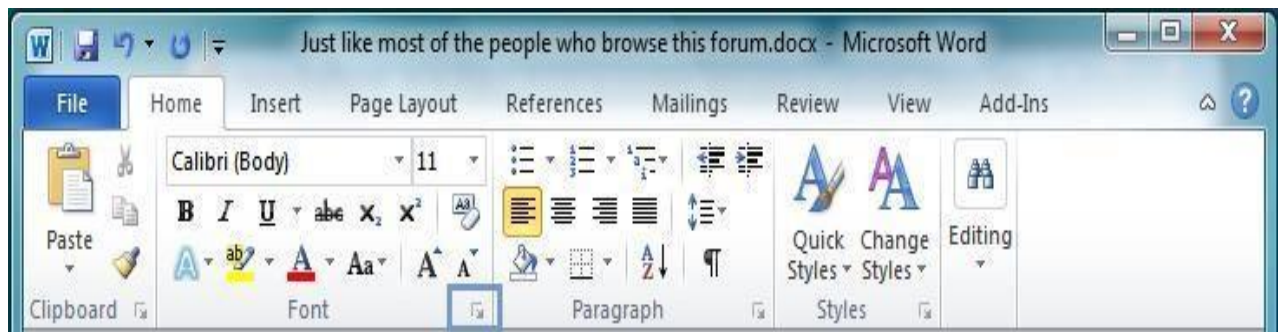 W Just like most of the people who browse this forum.docx - Microsoft Word
File Home Insert Page Layout References Mailings Review View Add-Ins
Calibri (Body) 11
B I U abc X₂ X² Aa
A ab A Aa A A
A Z
Paste Quick Styles Change Styles Editing
Clipboard Font Paragraph Styles